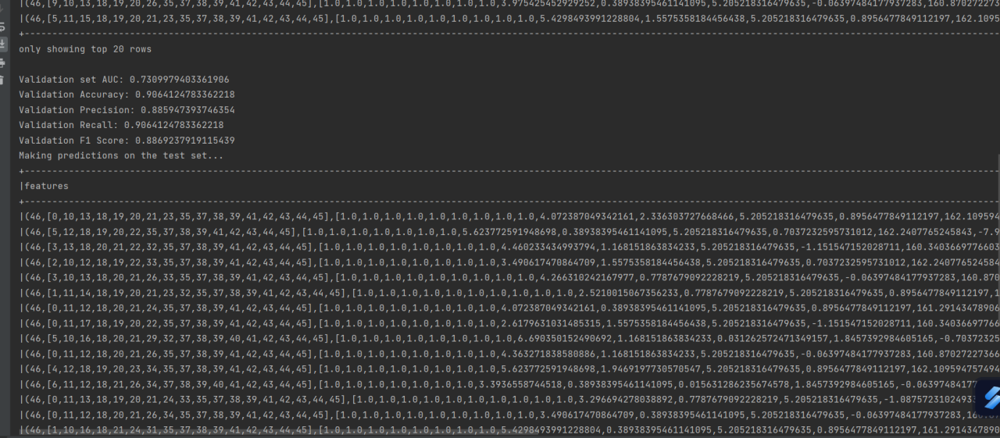 |(46,[9,10,13,18,19,20,26,35,37,38,39,41,42,43,44,45],[1.0,1.0,1.0,1.0,1.0,1.0,1.0,1.0,3.975425452929252,0.38938395461141095,5.205218316479635,-0.06397484177937283,160.870272273
|(46,[5,11,15,18,19,20,21,23,35,37,38,39,41,42,43,44,45],[1.0,1.0,1.0,1.0,1.0,1.0,1.0,1.0,1.0,5.4298493991228804,1.5575358184456438,5.205218316479635,0.8956477849112197,162.1095
+--------------------------------------------------------------------------------
only showing top 20 rows
Validation set AUC: 0.7309979403361906
Validation Accuracy: 0.9064124783362218
Validation Precision: 0.885947393746354
Validation Recall: 0.9064124783362218
Validation F1 Score: 0.8869237919115439
Making predictions on the test set...
+--------------------------------------------------------------------------------
|features
+--------------------------------------------------------------------------------
|(46,[0,10,13,18,19,20,21,23,35,37,38,39,41,42,43,44,45],[1.0,1.0,1.0,1.0,1.0,1.0,1.0,1.0,1.0,4.072387049342161,2.336303727668466,5.205218316479635,0.8956477849112197,162.109594
|(46,[5,12,18,19,20,22,35,37,38,39,41,42,43,44,45],[1.0,1.0,1.0,1.0,1.0,1.0,1.0,5.623772591948698,0.38938395461141095,5.205218316479635,0.7037232595731012,162.2407765245843,-7.9
|(46,[3,13,18,20,21,22,32,35,37,38,39,41,42,43,44,45],[1.0,1.0,1.0,1.0,1.0,1.0,1.0,1.0,4.460233434993794,1.168151863834233,5.205218316479635,-1.151547152028711,160.3403669776603
|(46,[2,10,12,18,19,20,22,33,35,37,38,39,41,42,43,44,45],[1.0,1.0,1.0,1.0,1.0,1.0,1.0,1.0,1.0,3.490617470864709,1.5575358184456438,5.205218316479635,0.7037232595731012,162.240776524584
|(46,[3,10,13,18,20,21,26,33,35,37,38,39,41,42,43,44,45],[1.0,1.0,1.0,1.0,1.0,1.0,1.0,1.0,1.0,4.266310242167977,0.7787679092228219,5.205218316479635,-0.06397484177937283,160.870
|(46,[1,11,14,18,19,20,21,23,32,35,37,38,39,41,42,43,44,45],[1.0,1.0,1.0,1.0,1.0,1.0,1.0,1.0,1.0,1.0,2.5210015067356233,0.7787679092228219,5.205218316479635,0.8956477849112197,1
|(46,[0,11,12,18,19,20,24,35,37,38,39,41,42,43,44,45],[1.0,1.0,1.0,1.0,1.0,1.0,1.0,1.0,4.072387049342161,0.38938395461141095,5.205218316479635,0.8956477849112197,161.2914347890
|(46,[0,11,17,18,19,20,22,35,37,38,39,41,42,43,44,45],[1.0,1.0,1.0,1.0,1.0,1.0,1.0,1.0,2.61796310314 85315,1.5575358184456438,5.205218316479635,-1.151547152028711,160.340366977
|(46,[5,10,16,18,20,21,29,32,37,38,39,40,41,42,43,44,45],[1.0,1.0,1.0,1.0,1.0,1.0,1.0,1.0,6.690350152490692,1.168151863834233,0.031262572471349157,1.8457392984605165,-0.70372325
|(46,[0,11,12,18,20,21,26,35,37,38,39,41,42,43,44,45],[1.0,1.0,1.0,1.0,1.0,1.0,1.0,1.0,4.363271838580886,1.168151863834233,5.205218316479635,-0.06397484177937283,160.87027227366
|(46,[4,12,18,19,20,23,34,35,37,38,39,41,42,43,44,45],[1.0,1.0,1.0,1.0,1.0,1.0,1.0,1.0,5.623772591948698,1.9469197730570547,5.205218316479635,0.8956477849112197,162.1095947574​94
|(46,[6,11,12,18,21,26,34,37,38,39,40,41,42,43,44,45],[1.0,1.0,1.0,1.0,1.0,1.0,1.0,3.3936558744518,0.38938395461141095,0.015631286235674578,1.8457392984605165,-0.06397484177
|(46,[0,11,13,18,19,20,21,24,33,35,37,38,39,41,42,43,44,45],[1.0,1.0,1.0,1.0,1.0,1.0,1.0,1.0,1.0,1.0,3.296694278038592,0.7787679092228219,5.205218316479635,-1.0875723102493
|(46,[0,11,12,18,20,21,26,34,35,37,38,39,41,42,43,44,45],[1.0,1.0,1.0,1.0,1.0,1.0,1.0,1.0,1.0,3.490617470864709,0.38938395461141095,5.205218316479635,-0.06397484177937283,160.8
|(46,[1,10,16,18,21,24,31,35,37,38,39,41,42,43,44,45],[1.0,1.0,1.0,1.0,1.0,1.0,1.0,1.0,5.4298493991228804,0.38938395461141095,5.205218316479635,0.8956477849112197,161.2914347890